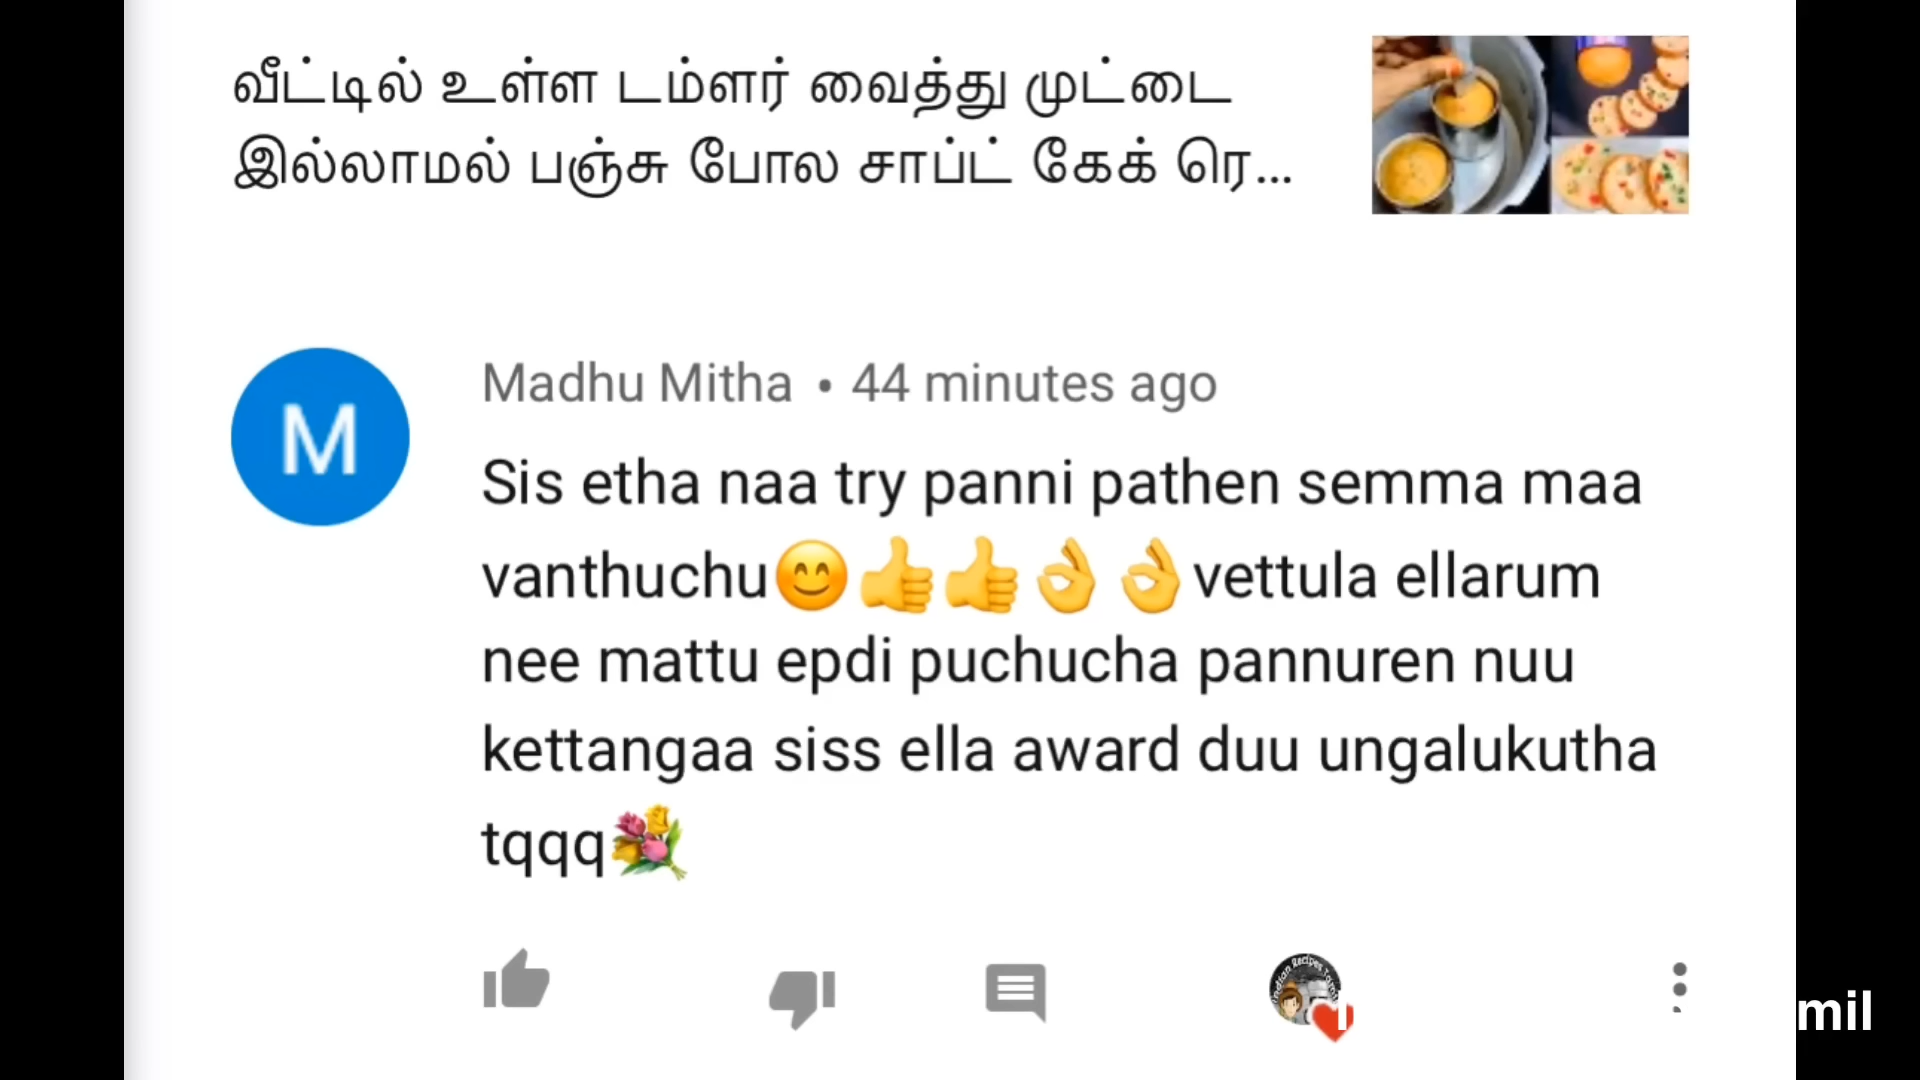 வீட்டில் உள்ள டம்ளர் வைத்து முட்டை
இல்லாமல் பஞ்சு போல சாப்ட் கேக் ரெ...
M
Madhu Mitha • 44 minutes ago
Sis etha naa try panni pathen semma maa
vanthuchu😊👍👍👌👌vettula ellarum
nee mattu epdi puchucha pannuren nuu
kettangaa siss ella award duu ungalukutha
tqqq💐
mil